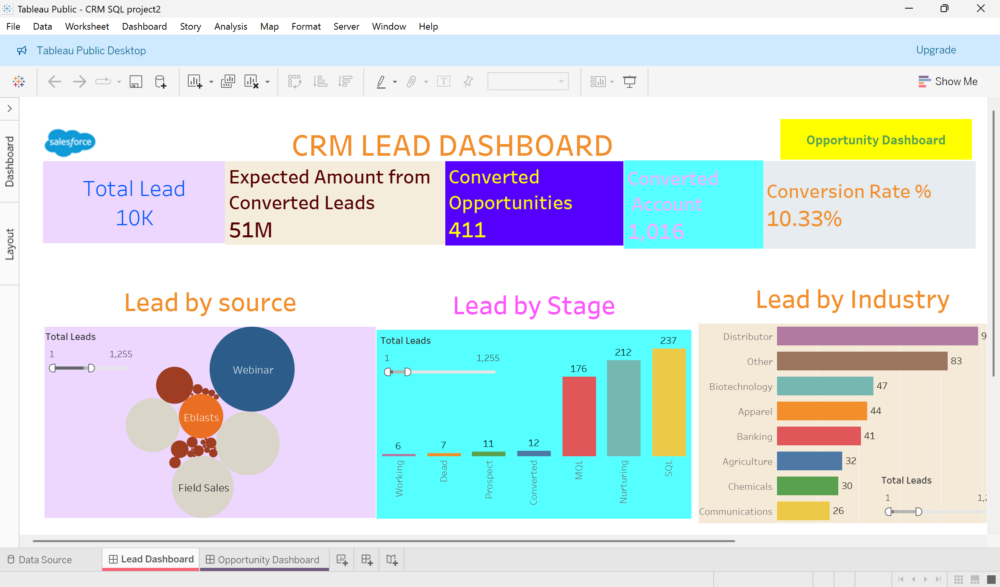 Tableau Public - CRM SQL project2
File Data Worksheet Dashboard Story Analysis Map Format Server Window Help
Tableau Public Desktop
Upgrade
Show Me
Dashboard
Layout
salesforce
CRM LEAD DASHBOARD
Opportunity Dashboard
Total Lead
10K
Expected Amount from
Converted Leads
51M
Converted
Opportunities
411
Converted
Account
1,016
Conversion Rate %
10.33%
Lead by source
Total Leads
1 1,255
Webinar
Eblasts
Field Sales
Lead by Stage
Total Leads
1 1,255
6
7
11
12
176
212
237
Working
Dead
Prospect
Converted
MQL
Nurturing
SQL
Lead by Industry
Distributor 9
Other 83
Biotechnology 47
Apparel 44
Banking 41
Agriculture 32
Chemicals 30
Communications 26
Total Leads
1
Data Source
Lead Dashboard
Opportunity Dashboard